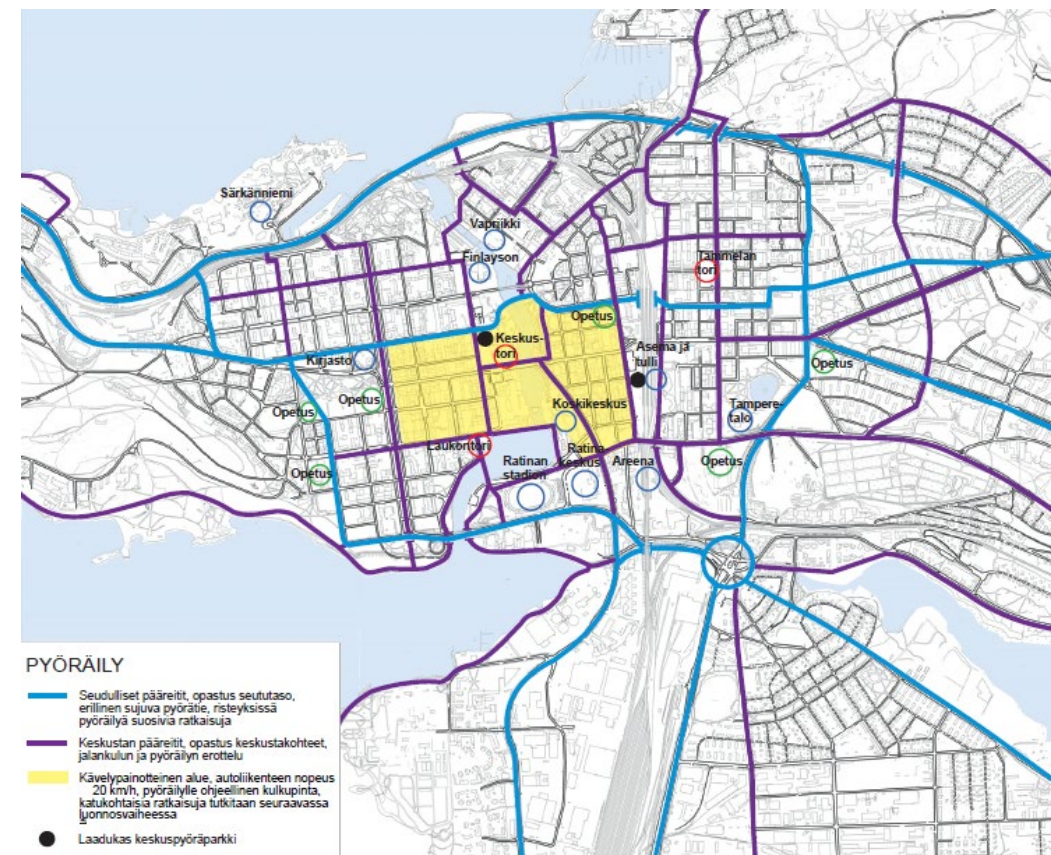 Särkänniemi
Vapriikki
Finlayson
Tammelan
tori
Opetus
Keskus-
tori
Asema ja
tulli
Kirjasto
Opetus
Opetus
Opetus
Koskikeskus
Tampere-
talo
Laukontori
Ratina
keskus
Ratinan
stadion
Areena
Opetus
Opetus
PYÖRÄILY
Seudulliset pääreitit, opastus seututaso,
erillinen sujuva pyörätie, risteyksissä
pyöräilyä suosivia ratkaisuja
Keskustan pääreitit, opastus keskustakohteet,
jalankulun ja pyöräilyn erottelu
Kävelypainotteinen alue, autoliikenteen nopeus
20 km/h, pyöräilylle ohjeellinen kulkupinta,
katukohtaisia ratkaisuja tutkitaan seuraavassa
luonnosvaiheessa
Laadukas keskuspyöräparkki